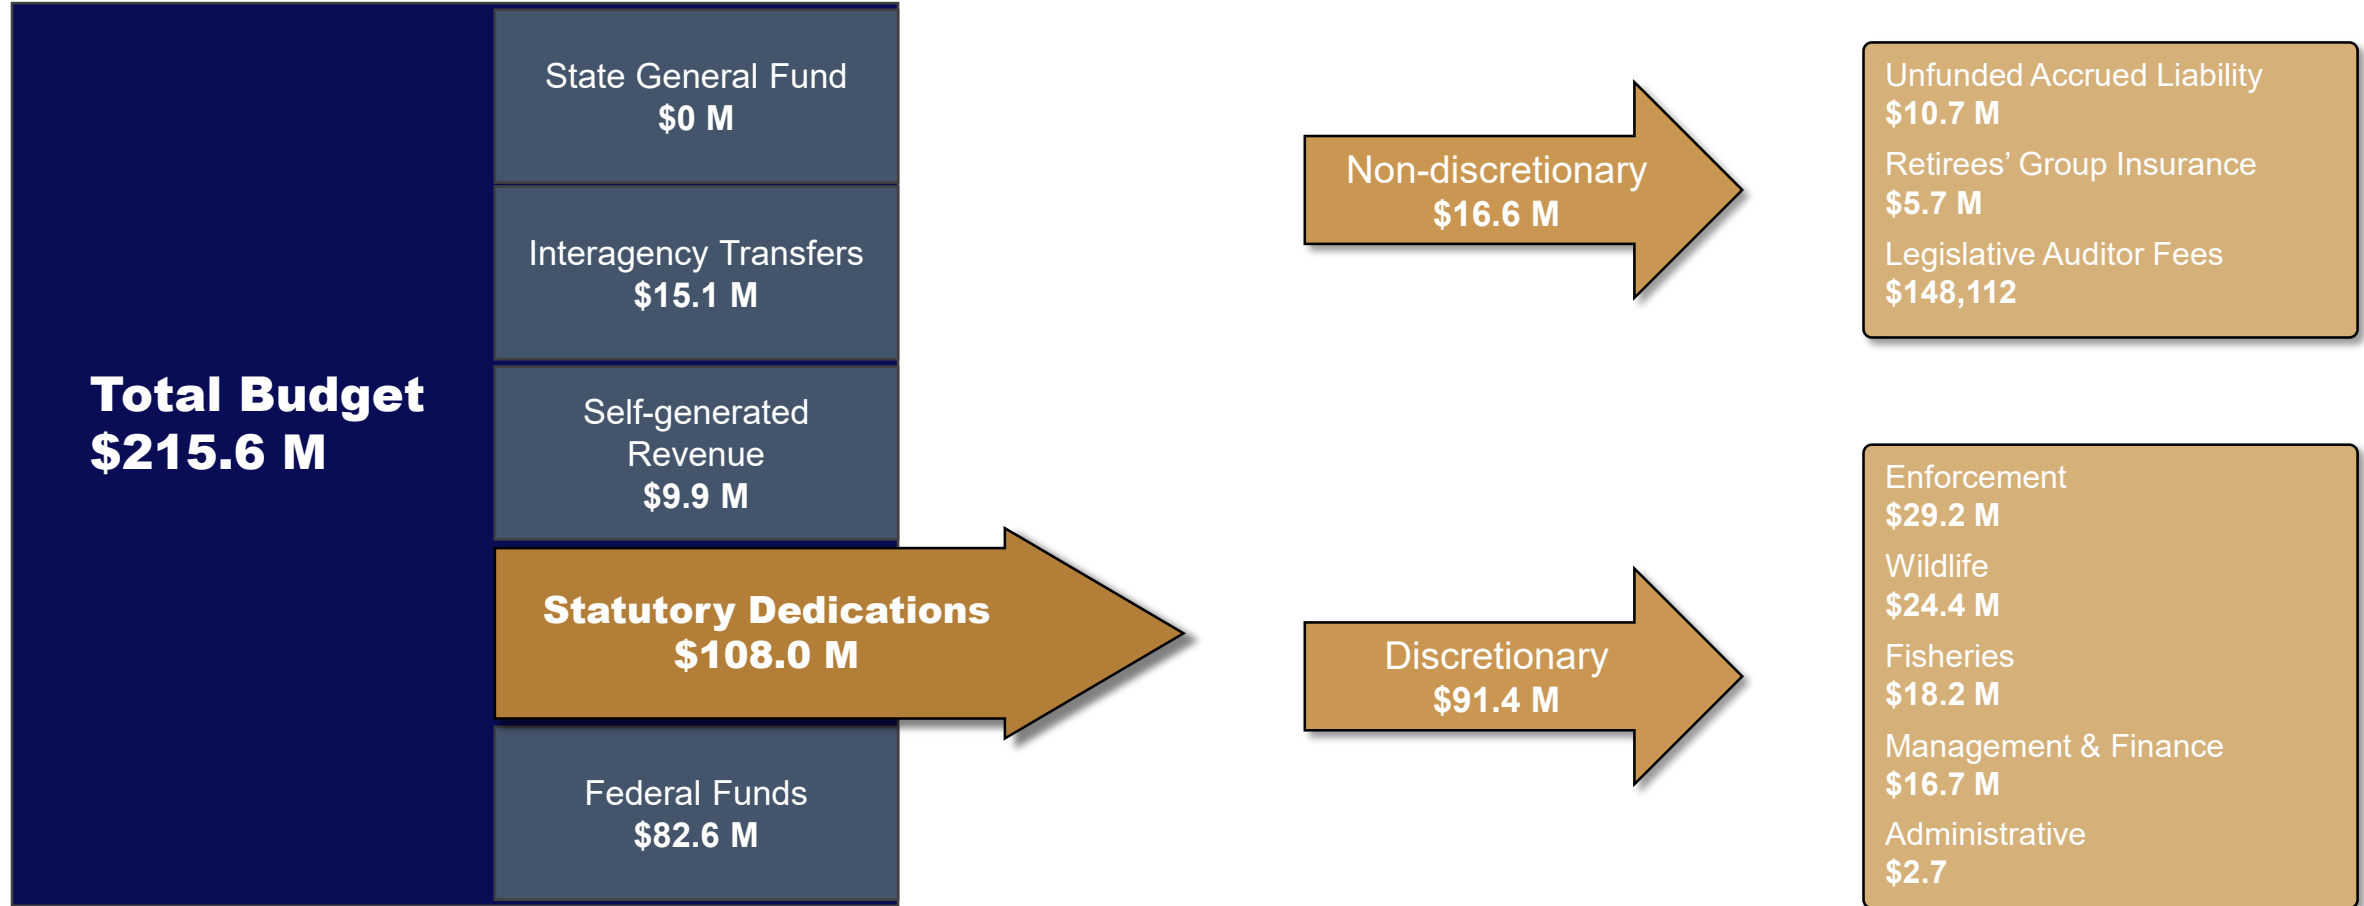 Total Budget
$215.6 M
State General Fund
$0 M
Interagency Transfers
$15.1 M
Self-generated
Revenue
$9.9 M
Statutory Dedications
$108.0 M
Federal Funds
$82.6 M
Non-discretionary
$16.6 M
Discretionary
$91.4 M
Unfunded Accrued Liability
$10.7 M
Retirees’ Group Insurance
$5.7 M
Legislative Auditor Fees
$148,112
Enforcement
$29.2 M
Wildlife
$24.4 M
Fisheries
$18.2 M
Management & Finance
$16.7 M
Administrative
$2.7